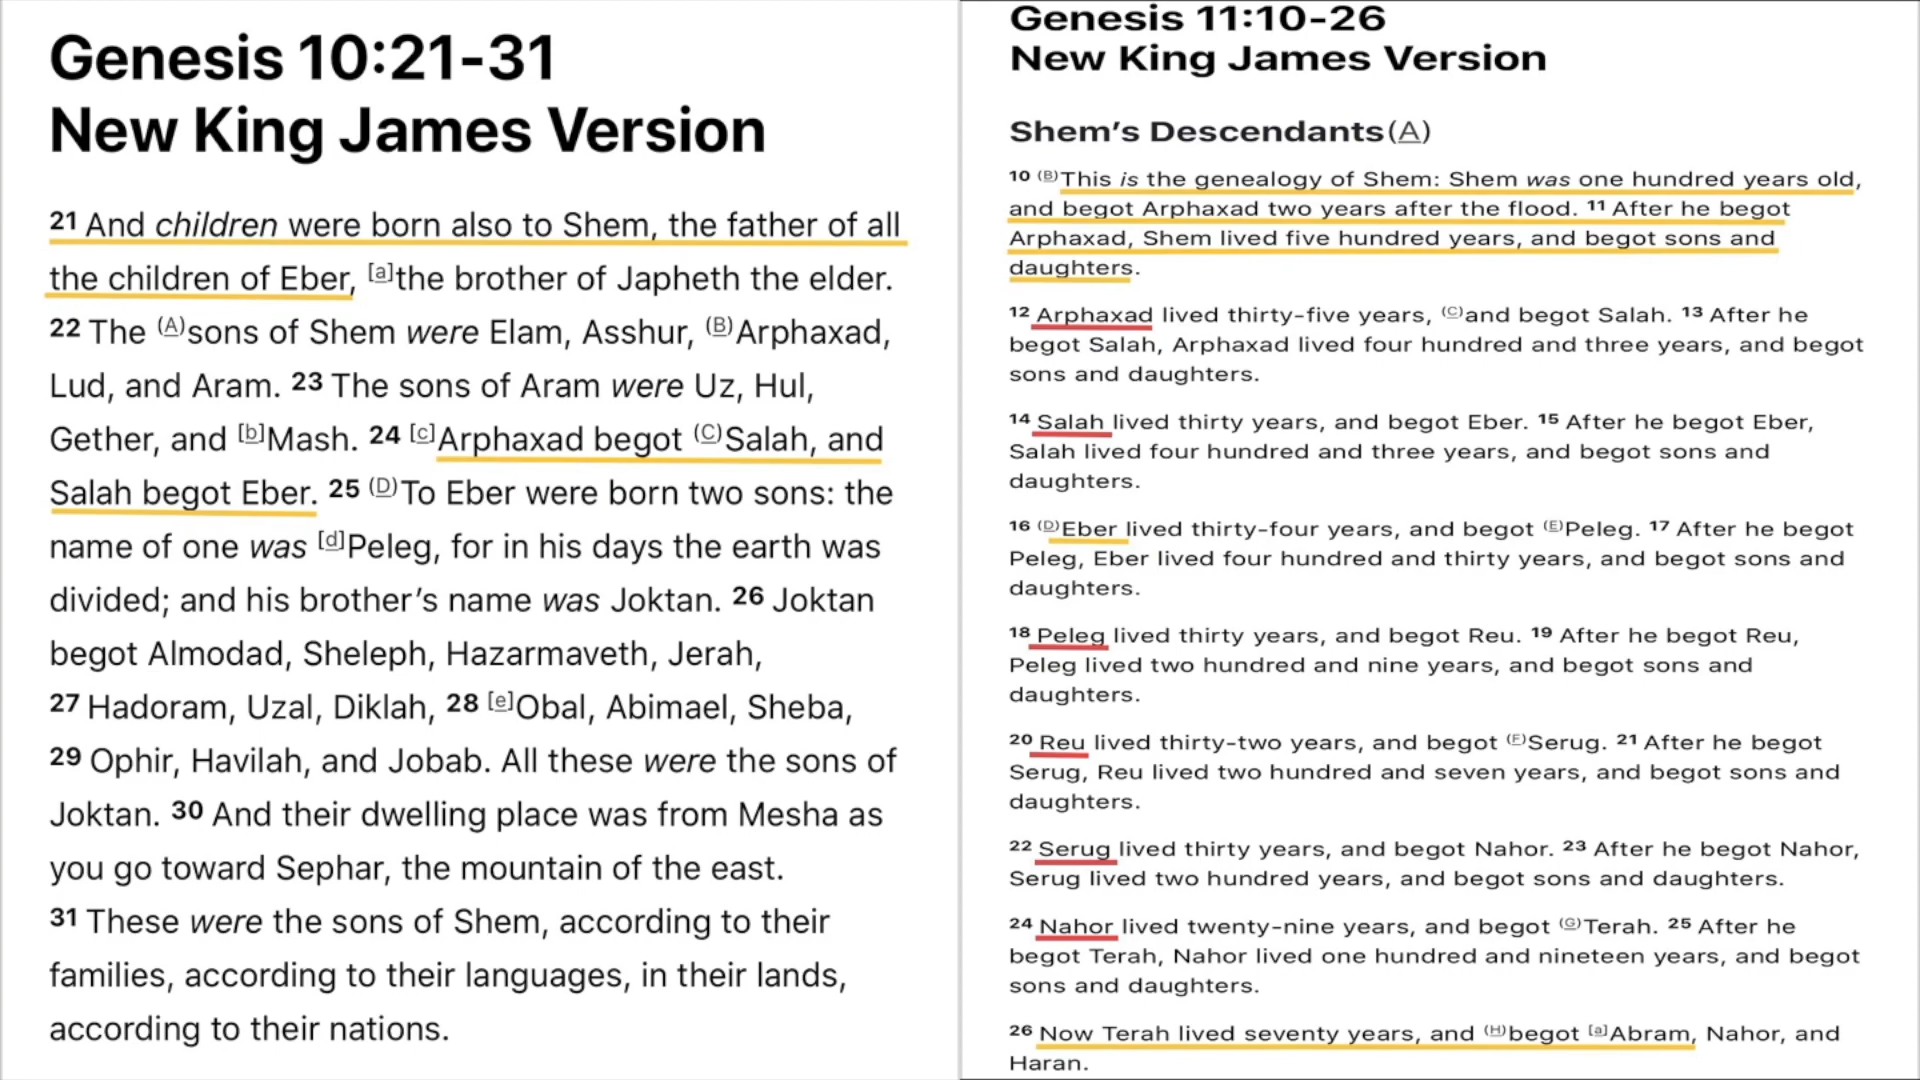 Genesis 10:21-31
New King James Version
21 And children were born also to Shem, the father of all
the children of Eber, [a]the brother of Japheth the elder.
22 The (A)sons of Shem were Elam, Asshur, (B)Arphaxad,
Lud, and Aram. 23 The sons of Aram were Uz, Hul,
Gether, and [b]Mash. 24 [c]Arphaxad begot (C)Salah, and
Salah begot Eber. 25 (D)To Eber were born two sons: the
name of one was [d]Peleg, for in his days the earth was
divided; and his brother’s name was Joktan. 26 Joktan
begot Almodad, Sheleph, Hazarmaveth, Jerah,
27 Hadoram, Uzal, Diklah, 28 [e]Obal, Abimael, Sheba,
29 Ophir, Havilah, and Jobab. All these were the sons of
Joktan. 30 And their dwelling place was from Mesha as
you go toward Sephar, the mountain of the east.
31 These were the sons of Shem, according to their
families, according to their languages, in their lands,
according to their nations.
Genesis 11:10-26
New King James Version
Shem’s Descendants(A)
10 (B)This is the genealogy of Shem: Shem was one hundred years old,
and begot Arphaxad two years after the flood. 11 After he begot
Arphaxad, Shem lived five hundred years, and begot sons and
daughters.
12 Arphaxad lived thirty-five years, (C)and begot Salah. 13 After he
begot Salah, Arphaxad lived four hundred and three years, and begot
sons and daughters.
14 Salah lived thirty years, and begot Eber. 15 After he begot Eber,
Salah lived four hundred and three years, and begot sons and
daughters.
16 (D)Eber lived thirty-four years, and begot (E)Peleg. 17 After he begot
Peleg, Eber lived four hundred and thirty years, and begot sons and
daughters.
18 Peleg lived thirty years, and begot Reu. 19 After he begot Reu,
Peleg lived two hundred and nine years, and begot sons and
daughters.
20 Reu lived thirty-two years, and begot (F)Serug. 21 After he begot
Serug, Reu lived two hundred and seven years, and begot sons and
daughters.
22 Serug lived thirty years, and begot Nahor. 23 After he begot Nahor,
Serug lived two hundred years, and begot sons and daughters.
24 Nahor lived twenty-nine years, and begot (G)Terah. 25 After he
begot Terah, Nahor lived one hundred and nineteen years, and begot
sons and daughters.
26 Now Terah lived seventy years, and (H)begot [a]Abram, Nahor, and
Haran.